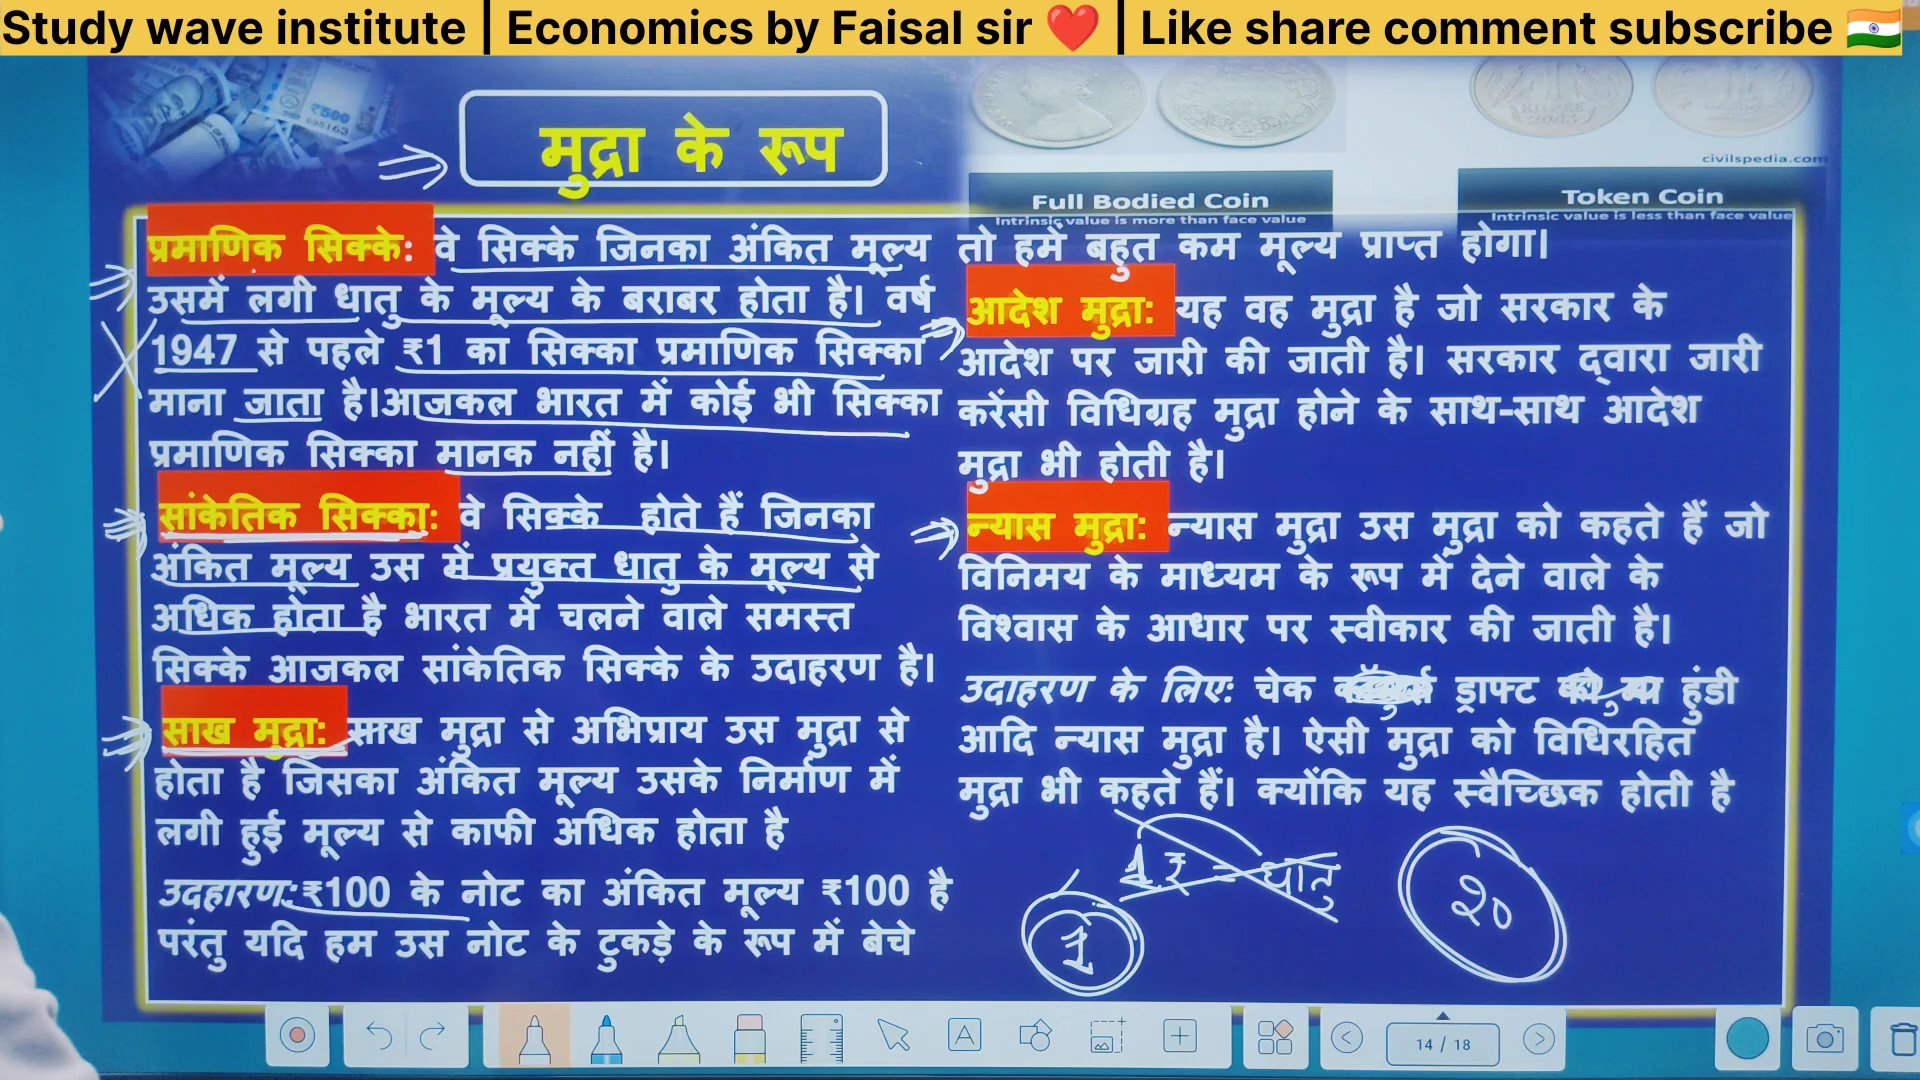 Study wave institute | Economics by Faisal sir ❤️ | Like share comment subscribe 🇮🇳
₹500
मुद्रा के रूप
civilspedia.com
Full Bodied Coin
Intrinsic value is more than face value
Token Coin
Intrinsic value is less than face value
प्रमाणिक सिक्के: वे सिक्के जिनका अंकित मूल्य
उसमें लगी धातु के मूल्य के बराबर होता है। वर्ष
1947 से पहले ₹1 का सिक्का प्रमाणिक सिक्का
माना जाता है।आजकल भारत में कोई भी सिक्का
प्रमाणिक सिक्का मानक नहीं है।
सांकेतिक सिक्का: वे सिक्के होते हैं जिनका
अंकित मूल्य उस में प्रयुक्त धातु के मूल्य से
अधिक होता है भारत में चलने वाले समस्त
सिक्के आजकल सांकेतिक सिक्के के उदाहरण है।
साख मुद्रा: साख मुद्रा से अभिप्राय उस मुद्रा से
होता है जिसका अंकित मूल्य उसके निर्माण में
लगी हुई मूल्य से काफी अधिक होता है
उदहारण:₹100 के नोट का अंकित मूल्य ₹100 है
परंतु यदि हम उस नोट के टुकड़े के रूप में बेचे
तो हमें बहुत कम मूल्य प्राप्त होगा।
आदेश मुद्रा: यह वह मुद्रा है जो सरकार के
आदेश पर जारी की जाती है। सरकार द्वारा जारी
करेंसी विधिग्रह मुद्रा होने के साथ-साथ आदेश
मुद्रा भी होती है।
न्यास मुद्रा: न्यास मुद्रा उस मुद्रा को कहते हैं जो
विनिमय के माध्यम के रूप में देने वाले के
विश्वास के आधार पर स्वीकार की जाती है।
उदाहरण के लिए: चेक ड्राफ्ट हुंडी
आदि न्यास मुद्रा है। ऐसी मुद्रा को विधिरहित
मुद्रा भी कहते हैं। क्योंकि यह स्वैच्छिक होती है
1 ₹ = धातु
1
20
14 / 18